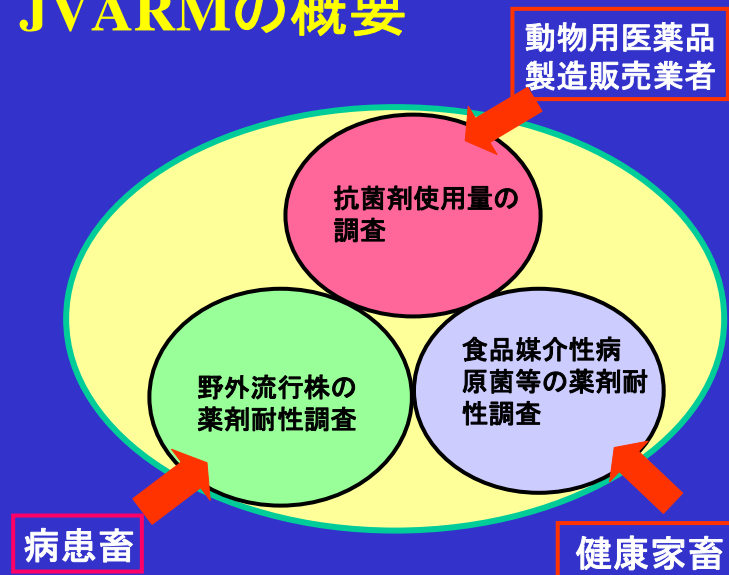 JVARMの概要
動物用医薬品
製造販売業者
抗菌剤使用量の
調査
野外流行株の
薬剤耐性調査
食品媒介性病
原菌等の薬剤耐
性調査
病患畜
健康家畜